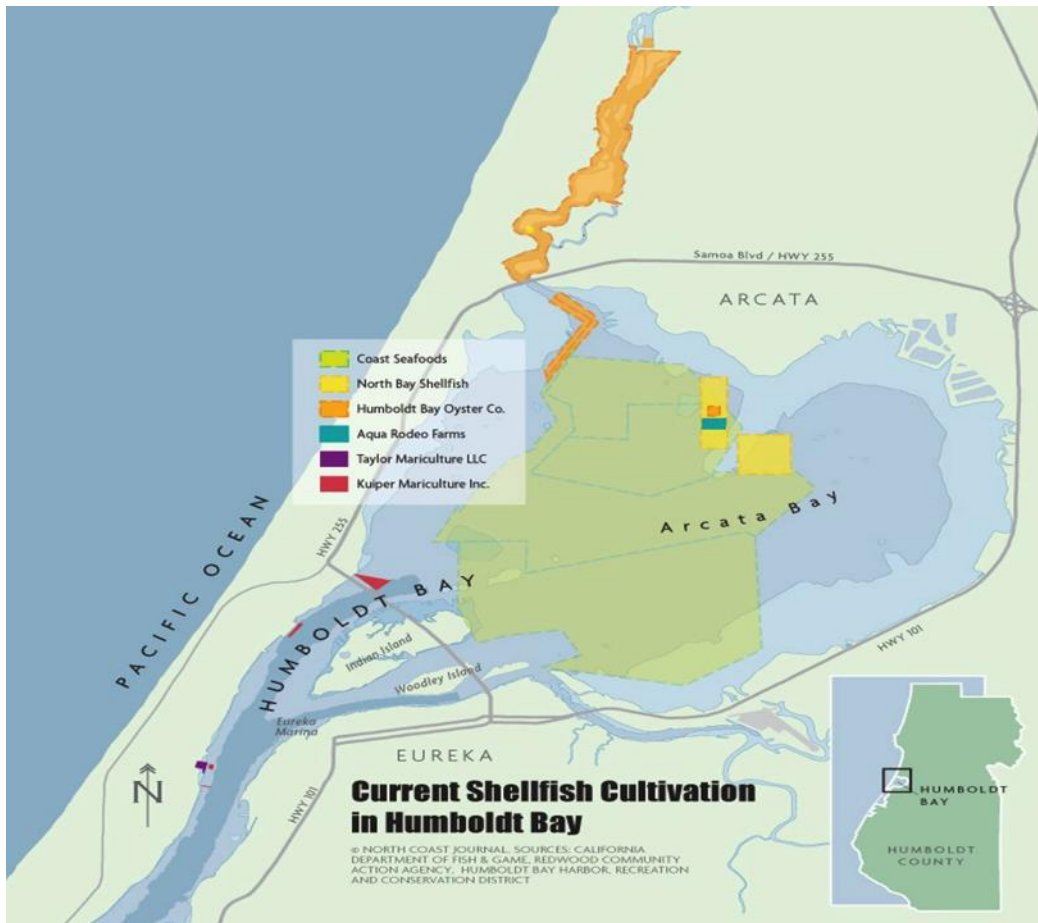 Samoa Blvd / HWY 255
ARCATA
Coast Seafoods
North Bay Shellfish
Humboldt Bay Oyster Co.
Aqua Rodeo Farms
Taylor Mariculture LLC
Kuiper Mariculture Inc.
Arcata Bay
PACIFIC OCEAN
HWY 255
HUMBOLDT BAY
Indian Island
Woodley Island
HWY 101
Eureka
Marina
EUREKA
HWY 101
N
Current Shellfish Cultivation
in Humboldt Bay
© NORTH COAST JOURNAL. SOURCES: CALIFORNIA
DEPARTMENT OF FISH & GAME, REDWOOD COMMUNITY
ACTION AGENCY, HUMBOLDT BAY HARBOR, RECREATION
AND CONSERVATION DISTRICT
HUMBOLDT
BAY
HUMBOLDT
COUNTY